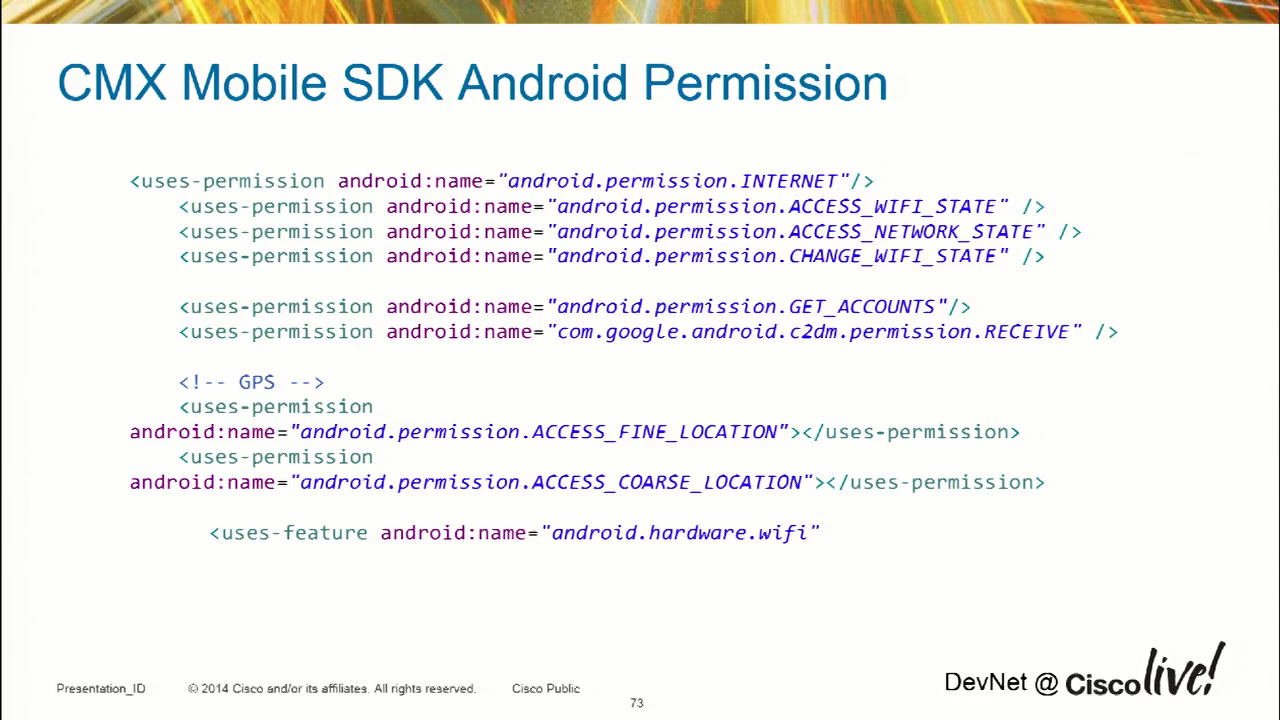 CMX Mobile SDK Android Permission
<uses-permission android:name="android.permission.INTERNET"/>
<uses-permission android:name="android.permission.ACCESS_WIFI_STATE" />
<uses-permission android:name="android.permission.ACCESS_NETWORK_STATE" />
<uses-permission android:name="android.permission.CHANGE_WIFI_STATE" />
<uses-permission android:name="android.permission.GET_ACCOUNTS"/>
<uses-permission android:name="com.google.android.c2dm.permission.RECEIVE" />
<!-- GPS -->
<uses-permission
android:name="android.permission.ACCESS_FINE_LOCATION"></uses-permission>
<uses-permission
android:name="android.permission.ACCESS_COARSE_LOCATION"></uses-permission>
<uses-feature android:name="android.hardware.wifi"
Presentation_ID © 2014 Cisco and/or its affiliates. All rights reserved. Cisco Public
DevNet @ Cisco live!
73